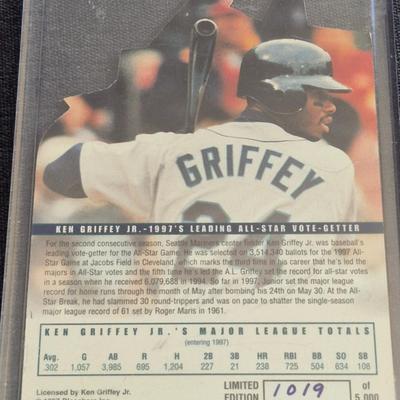 GRIFFEY
24
KEN GRIFFEY JR.-1997'S LEADING ALL-STAR VOTE-GETTER
For the second consecutive season, Seattle Mariners center fielder Ken Griffey Jr. was baseball's
leading vote-getter for the All-Star Game. He was selected on 3,514,340 ballots for the 1997 All-
Star Game at Jacobs Field in Cleveland, which marks the third time in his career that he's led the
majors in All-Star votes and the fifth time he's led the A.L. Griffey set the record for all-star votes
in a season when he received 6,079,688 in 1994. So far in 1997, Junior set the major league
record for home runs through the month of May after bombing his 24th on May 30. At the All-
Star Break, he had slammed 30 round-trippers and was on pace to shatter the single-season
major league record of 61 set by Roger Maris in 1961.
KEN GRIFFEY JR.'S MAJOR LEAGUE TOTALS
(entering 1997)
Avg. G AB R H 2B 3B HR RBI BB SO SB
.302 1,057 3,985 695 1,204 227 21 238 725 504 634 108
Licensed by Ken Griffey Jr.
LIMITED EDITION 1019 of 5,000